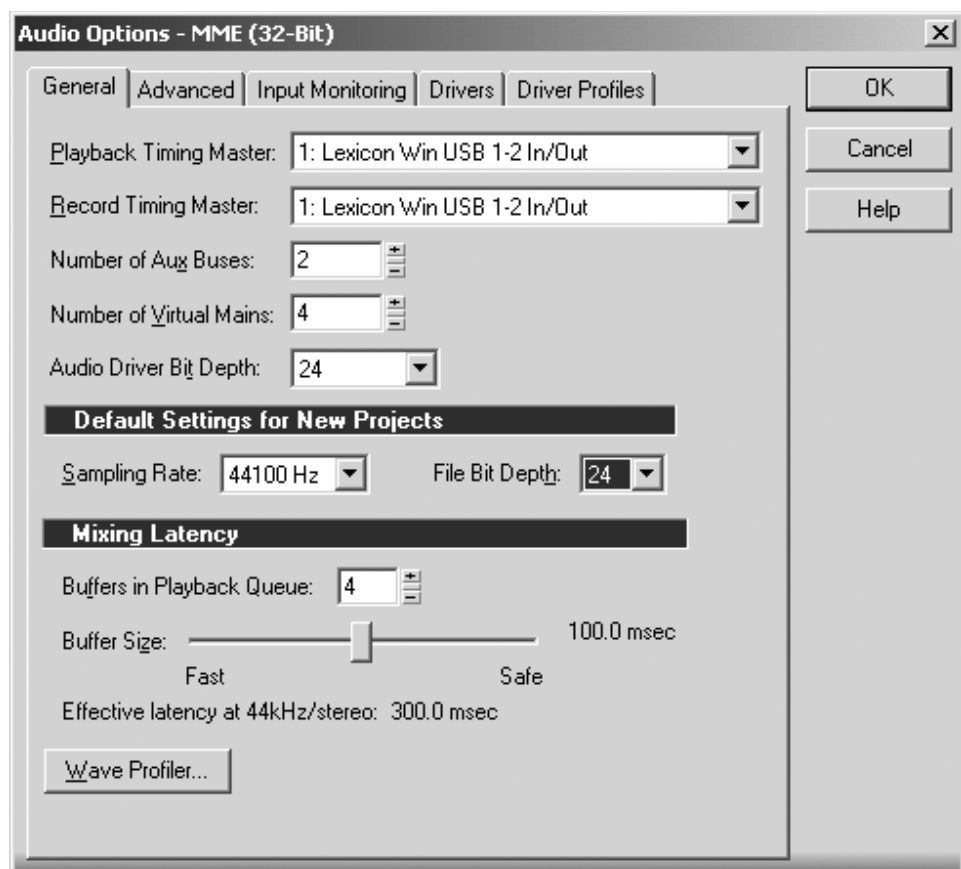 Audio Options - MME (32-Bit)
General Advanced Input Monitoring Drivers Driver Profiles
OK
Cancel
Help
Playback Timing Master: 1: Lexicon Win USB 1-2 In/Out
Record Timing Master: 1: Lexicon Win USB 1-2 In/Out
Number of Aux Buses: 2
Number of Virtual Mains: 4
Audio Driver Bit Depth: 24
Default Settings for New Projects
Sampling Rate: 44100 Hz File Bit Depth: 24
Mixing Latency
Buffers in Playback Queue: 4
Buffer Size: 100.0 msec
Fast Safe
Effective latency at 44kHz/stereo: 300.0 msec
Wave Profiler...